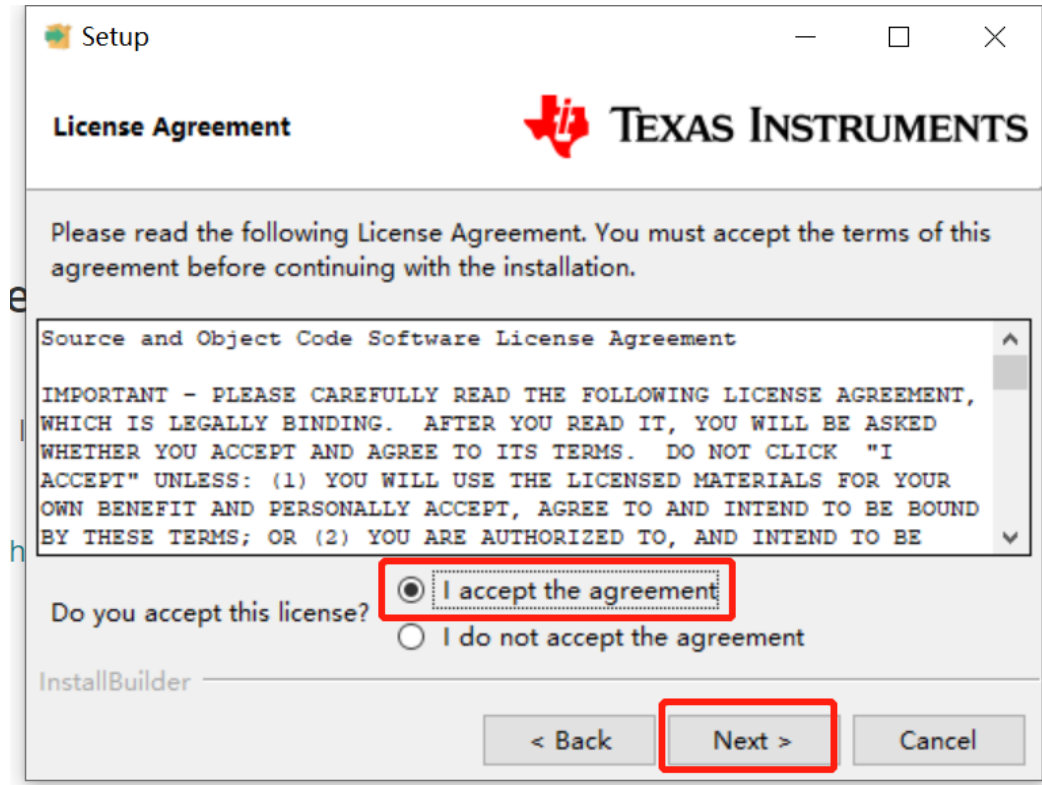 Setup
License Agreement
TEXAS INSTRUMENTS
Please read the following License Agreement. You must accept the terms of this
agreement before continuing with the installation.
e
Source and Object Code Software License Agreement
IMPORTANT - PLEASE CAREFULLY READ THE FOLLOWING LICENSE AGREEMENT,
WHICH IS LEGALLY BINDING.  AFTER YOU READ IT, YOU WILL BE ASKED
WHETHER YOU ACCEPT AND AGREE TO ITS TERMS.  DO NOT CLICK  "I
ACCEPT" UNLESS: (1) YOU WILL USE THE LICENSED MATERIALS FOR YOUR
OWN BENEFIT AND PERSONALLY ACCEPT, AGREE TO AND INTEND TO BE BOUND
BY THESE TERMS; OR (2) YOU ARE AUTHORIZED TO, AND INTEND TO BE
h
I accept the agreement
Do you accept this license?
I do not accept the agreement
InstallBuilder
< Back
Next >
Cancel